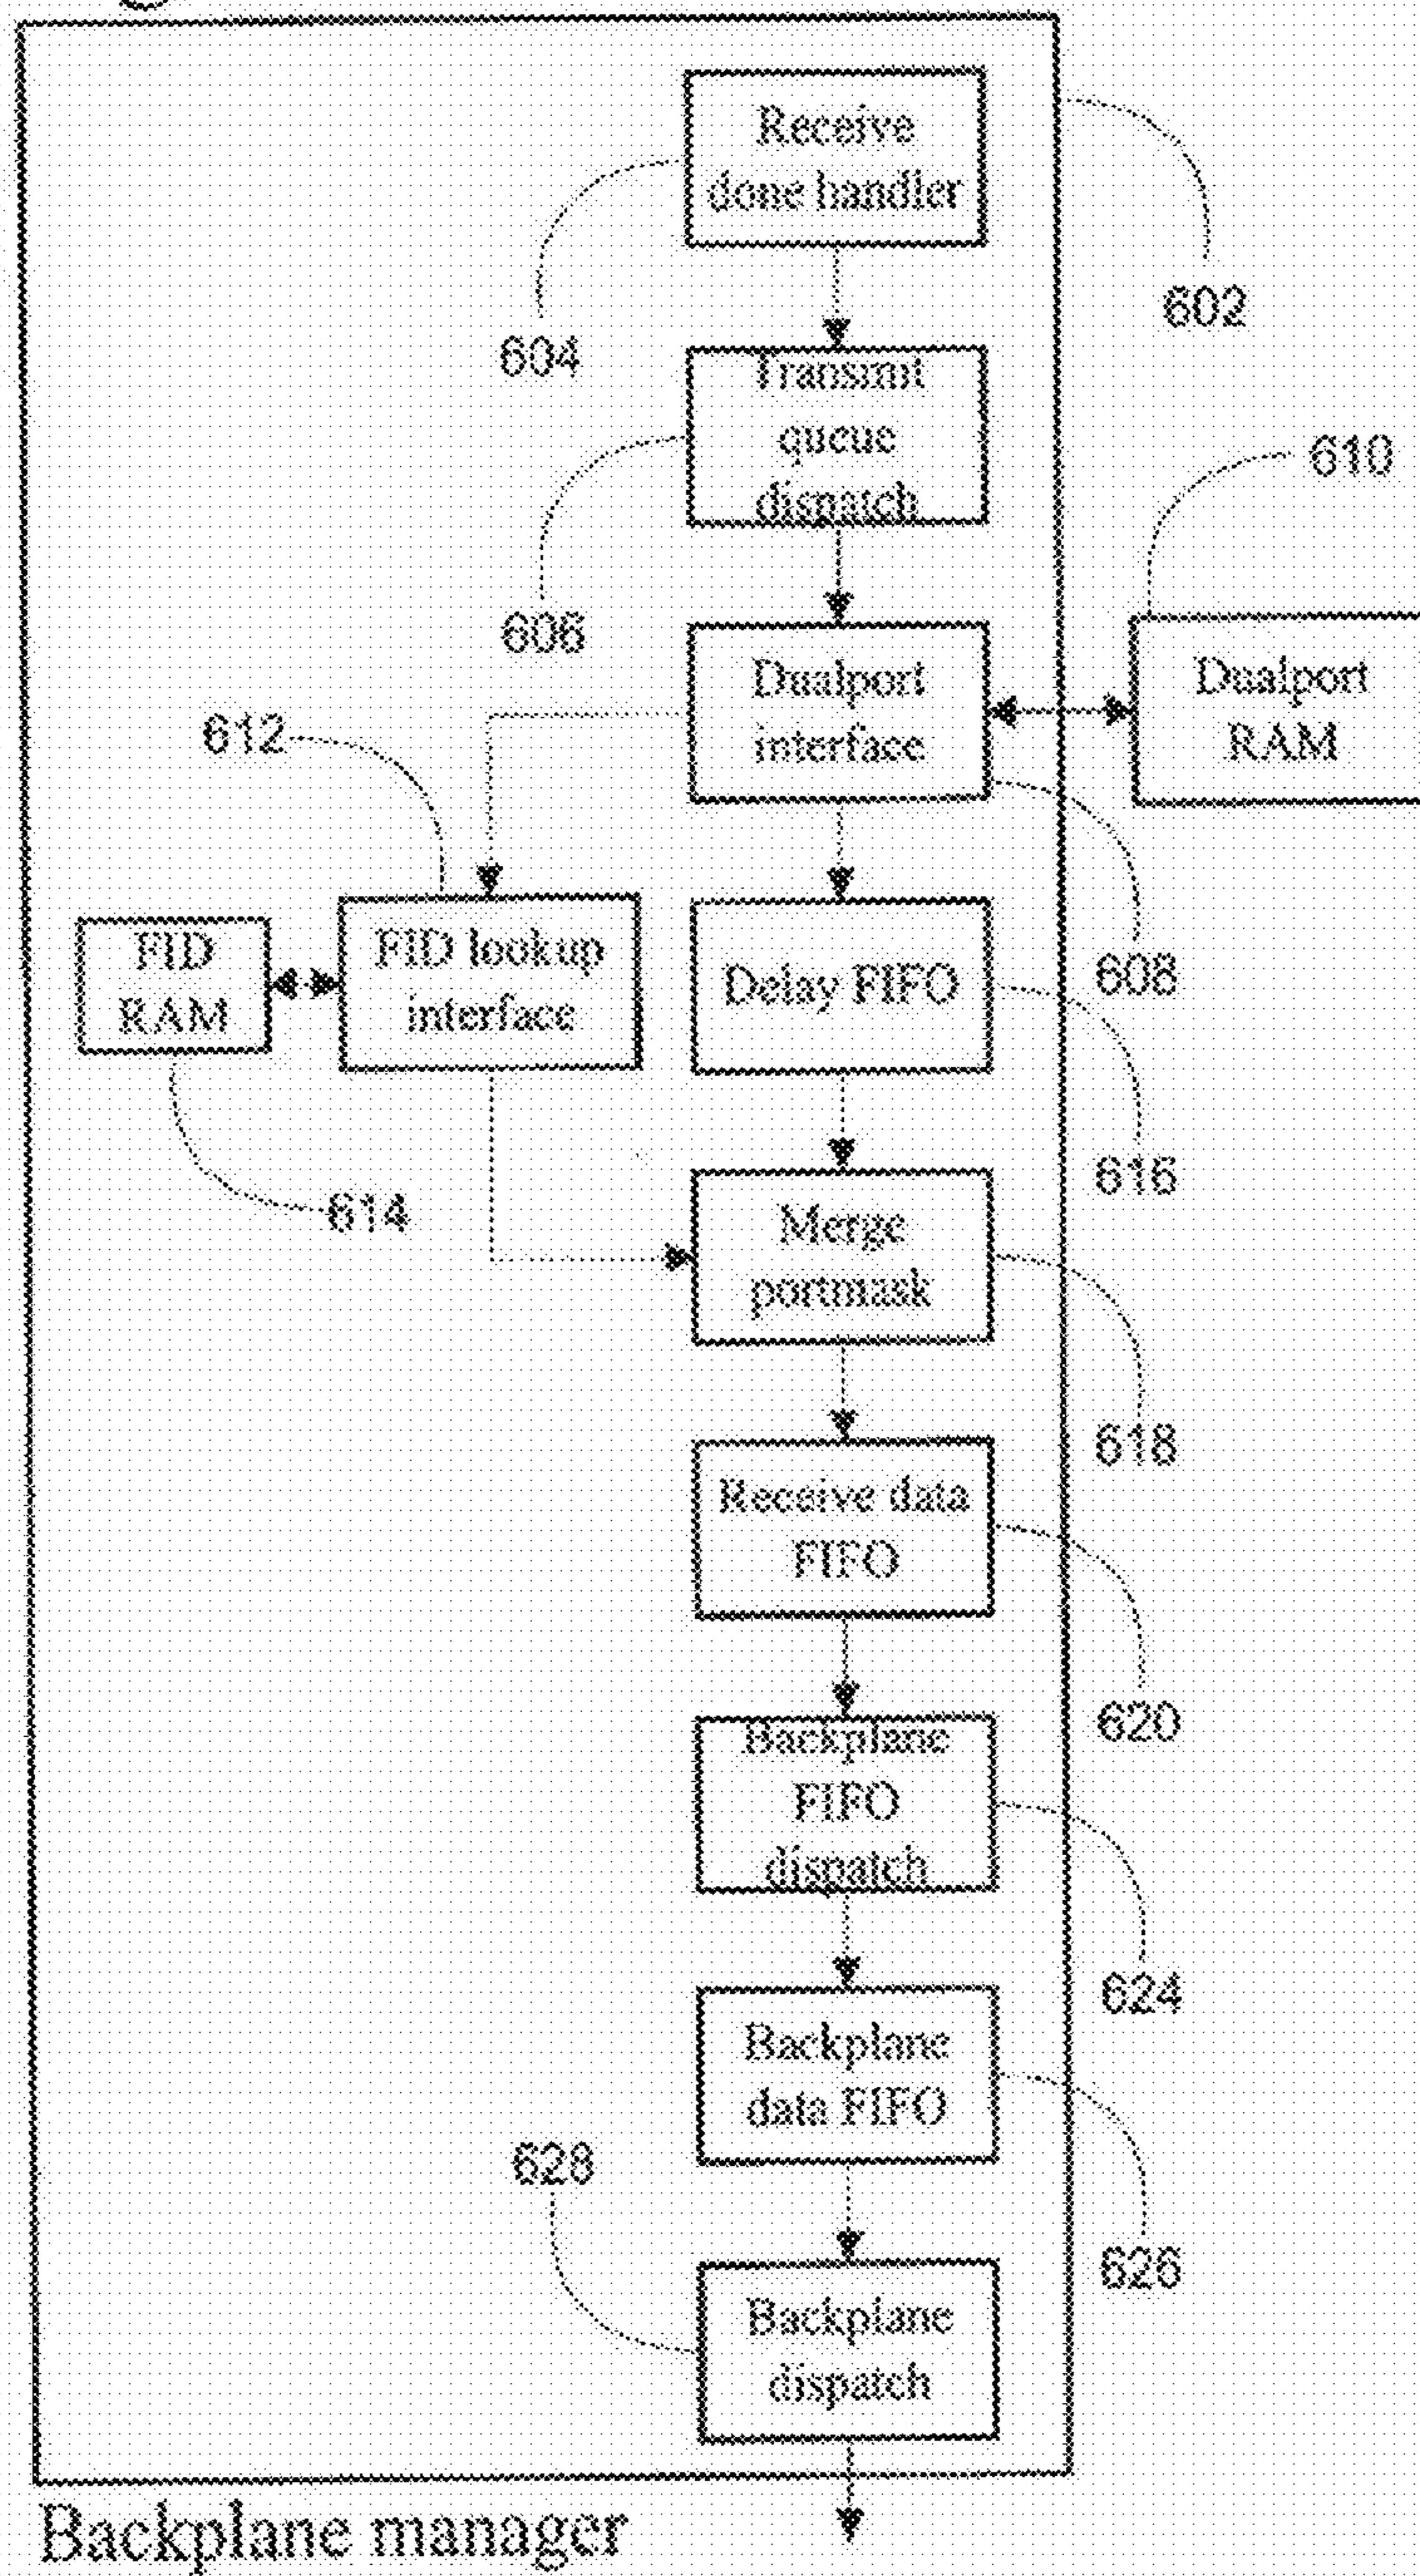 Receive
done handler
602
604
Transmit
queue
dispatch
610
606
Dualport
interface
Dualport
RAM
612
FID
RAM
FID lookup
interface
Delay FIFO
608
616
614
Merge
portmask
618
Receive data
FIFO
620
Backplane
FIFO
dispatch
624
Backplane
data FIFO
628
626
Backplane
dispatch
Backplane manager